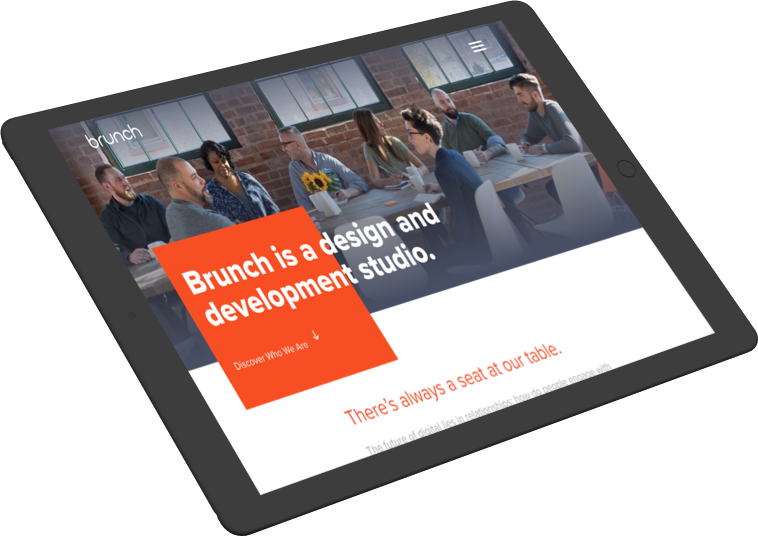 brunch
Brunch is a design and
development studio.
Discover Who We Are
There's always a seat at our table.
The future of digital lies in relationships: how do people engage with